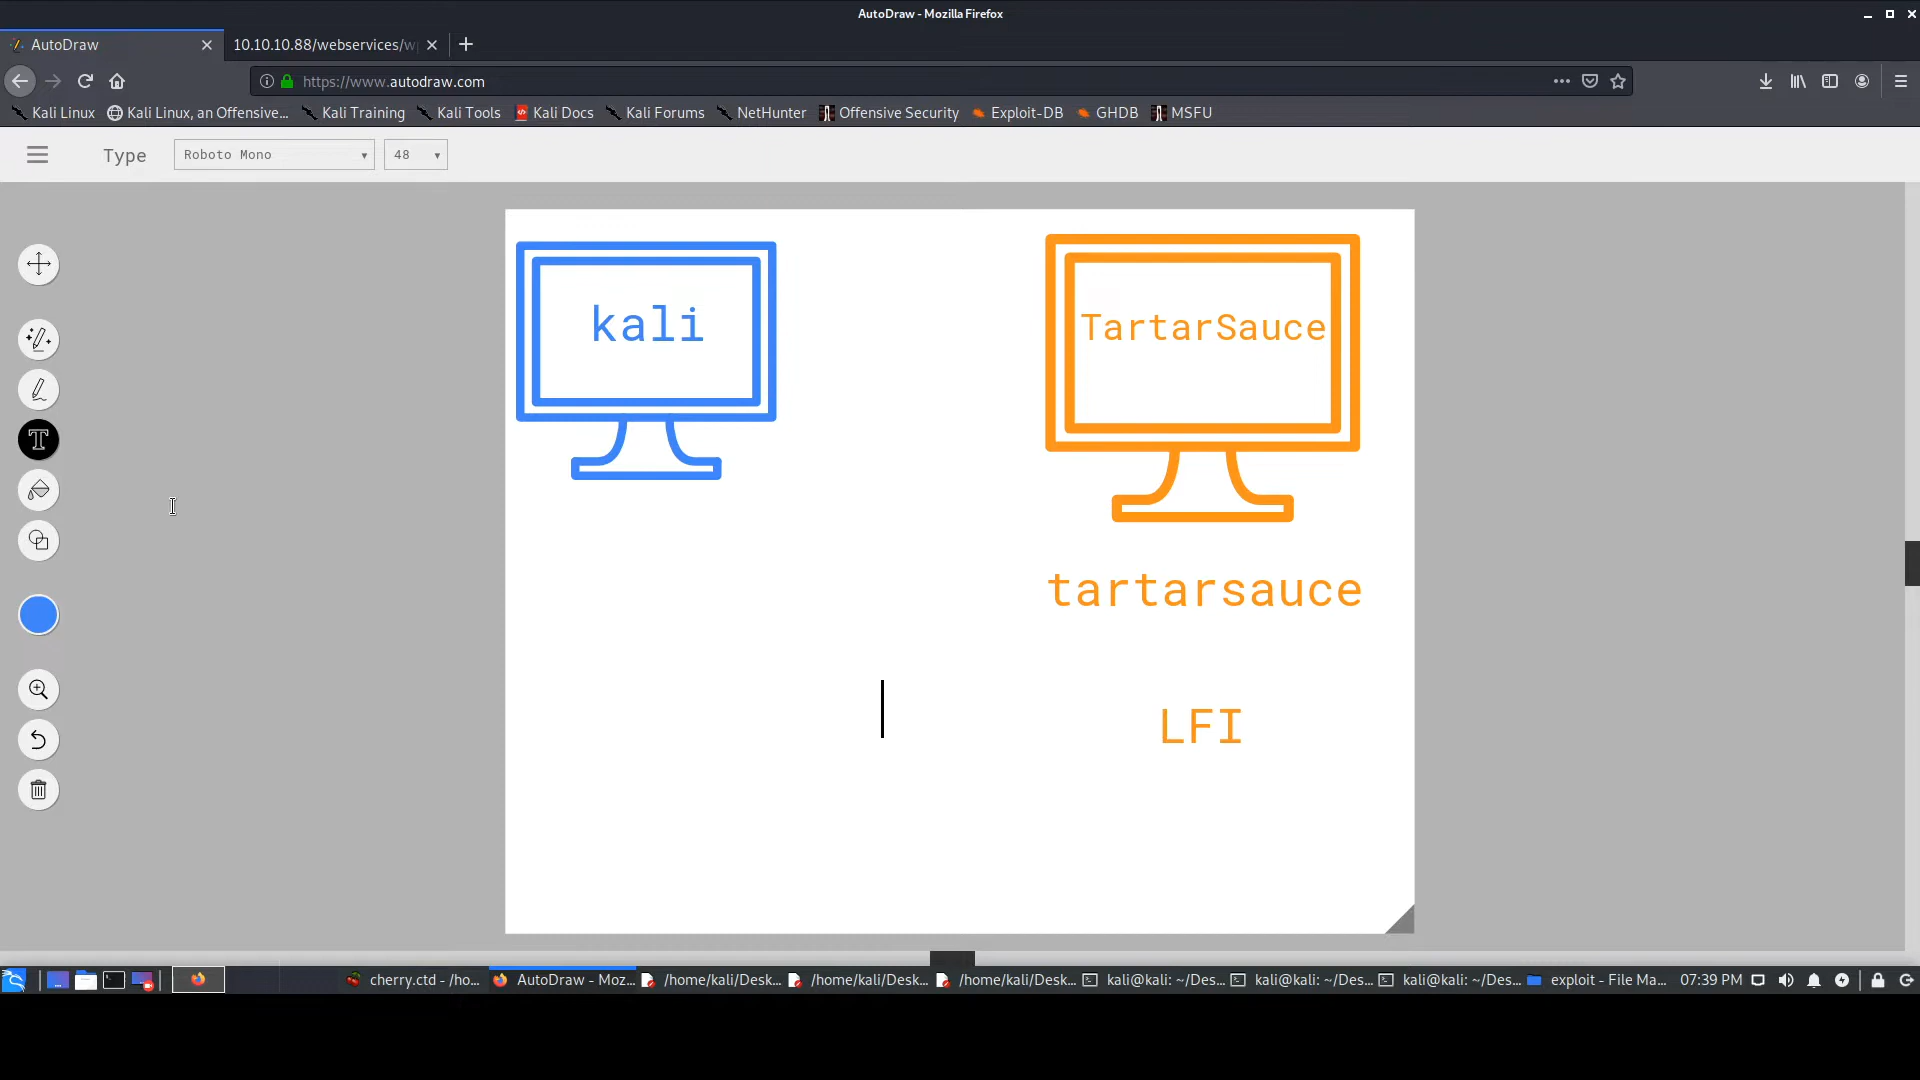 AutoDraw - Mozilla Firefox
AutoDraw
10.10.10.88/webservices/w
https://www.autodraw.com
Kali Linux
Kali Linux, an Offensive...
Kali Training
Kali Tools
Kali Docs
Kali Forums
NetHunter
Offensive Security
Exploit-DB
GHDB
MSFU
Type
Roboto Mono
48
kali
TartarSauce
tartarsauce
LFI
cherry.ctd - /ho...
AutoDraw - Moz...
/home/kali/Desk...
/home/kali/Desk...
/home/kali/Desk...
kali@kali: ~/Des...
kali@kali: ~/Des...
kali@kali: ~/Des...
exploit - File Ma...
07:39 PM